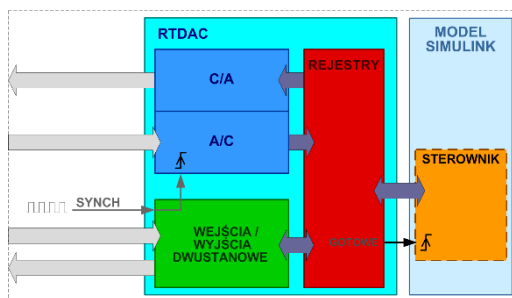 RTDAC
MODEL
SIMULINK
C/A
REJESTRY
A/C
STEROWNIK
SYNCH
WEJŚCIA /
WYJŚCIA
DWUSTANOWE
GOTOWE